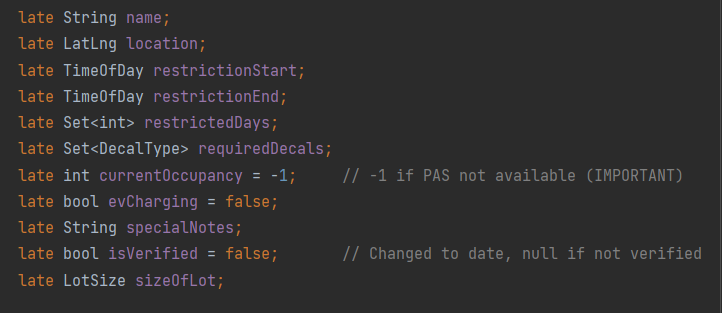 late String name;
late LatLng location;
late TimeOfDay restrictionStart;
late TimeOfDay restrictionEnd;
late Set<int> restrictedDays;
late Set<DecalType> requiredDecals;
late int currentOccupancy = -1;     // -1 if PAS not available (IMPORTANT)
late bool evCharging = false;
late String specialNotes;
late bool isVerified = false;       // Changed to date, null if not verified
late LotSize sizeOfLot;